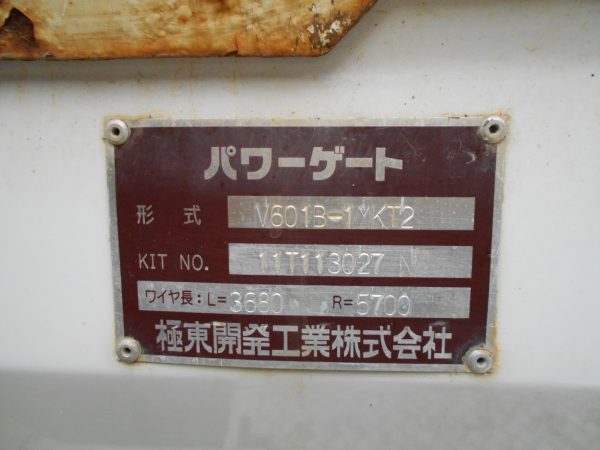 パワーゲート
形式 V601B-1 KT2
KIT NO. 11T113027 N
ワイヤ長:L=3680 R=5700
極東開発工業株式会社